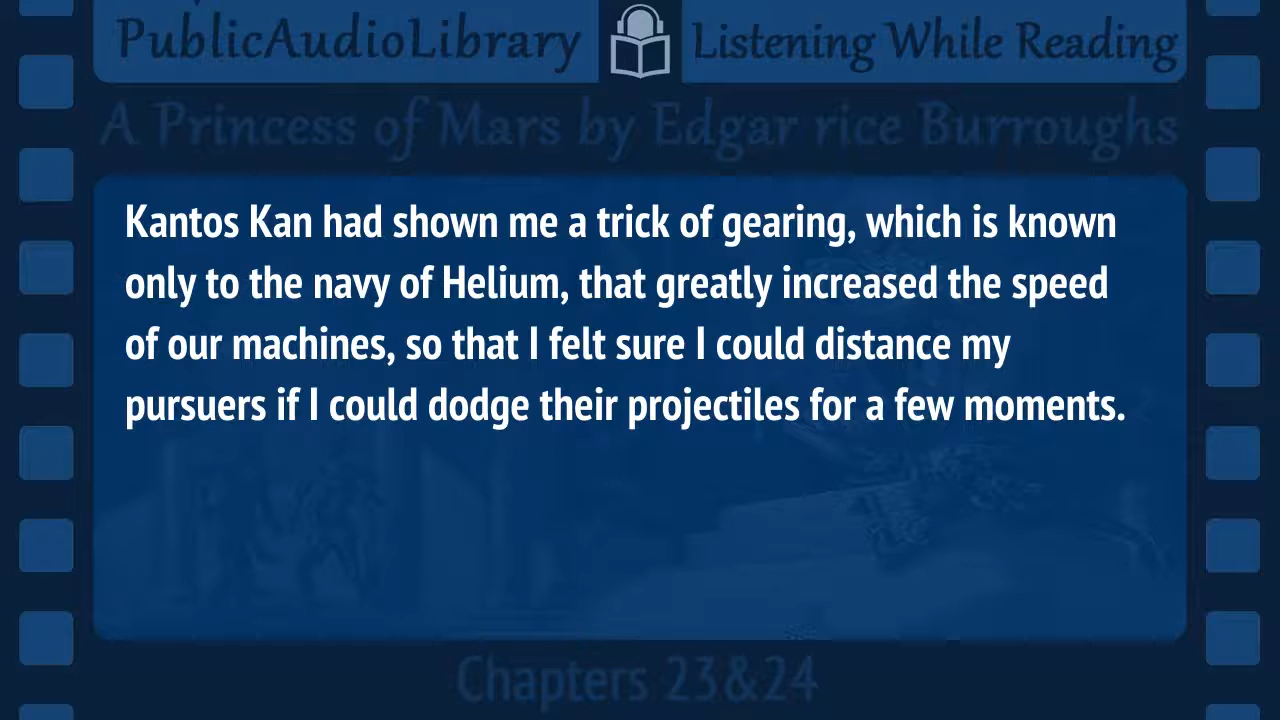 PublicAudioLibrary Listening While Reading
A Princess of Mars by Edgar rice Burroughs
Kantos Kan had shown me a trick of gearing, which is known
only to the navy of Helium, that greatly increased the speed
of our machines, so that I felt sure I could distance my
pursuers if I could dodge their projectiles for a few moments.
Chapters 23&24